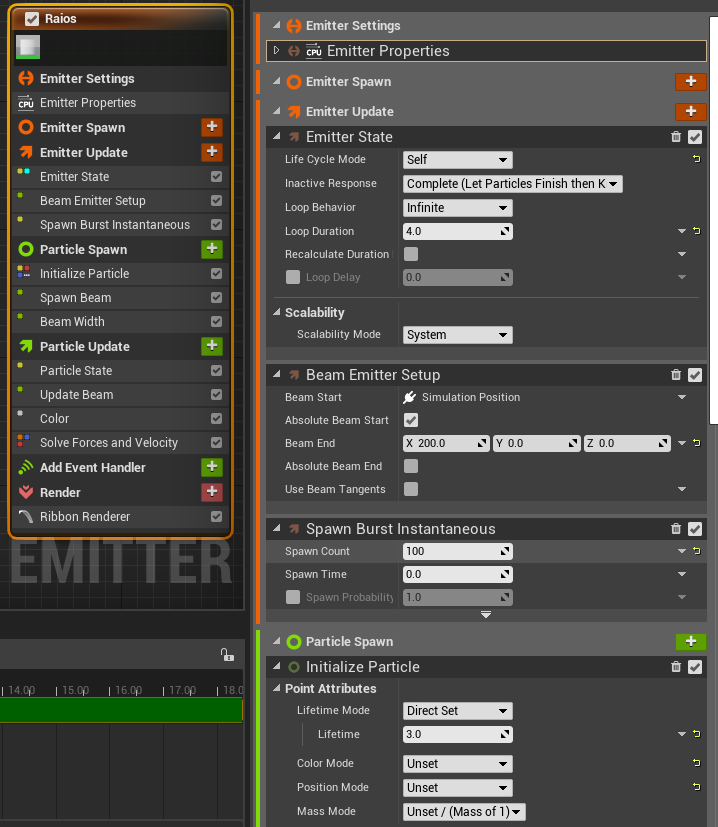 Raios
Emitter Settings
CPU Emitter Properties
Emitter Spawn
Emitter Update
Emitter State
Beam Emitter Setup
Spawn Burst Instantaneous
Particle Spawn
Initialize Particle
Spawn Beam
Beam Width
Particle Update
Particle State
Update Beam
Color
Solve Forces and Velocity
Add Event Handler
Render
Ribbon Renderer
EMITTER
14.00 15.00 16.00 17.00 18.0
Emitter Settings
CPU Emitter Properties
Emitter Spawn
Emitter Update
Emitter State
Life Cycle Mode Self
Inactive Response Complete (Let Particles Finish then K
Loop Behavior Infinite
Loop Duration 4.0
Recalculate Duration
Loop Delay 0.0
Scalability
Scalability Mode System
Beam Emitter Setup
Beam Start Simulation Position
Absolute Beam Start
Beam End X 200.0 Y 0.0 Z 0.0
Absolute Beam End
Use Beam Tangents
Spawn Burst Instantaneous
Spawn Count 100
Spawn Time 0.0
Spawn Probability 1.0
Particle Spawn
Initialize Particle
Point Attributes
Lifetime Mode Direct Set
Lifetime 3.0
Color Mode Unset
Position Mode Unset
Mass Mode Unset / (Mass of 1)